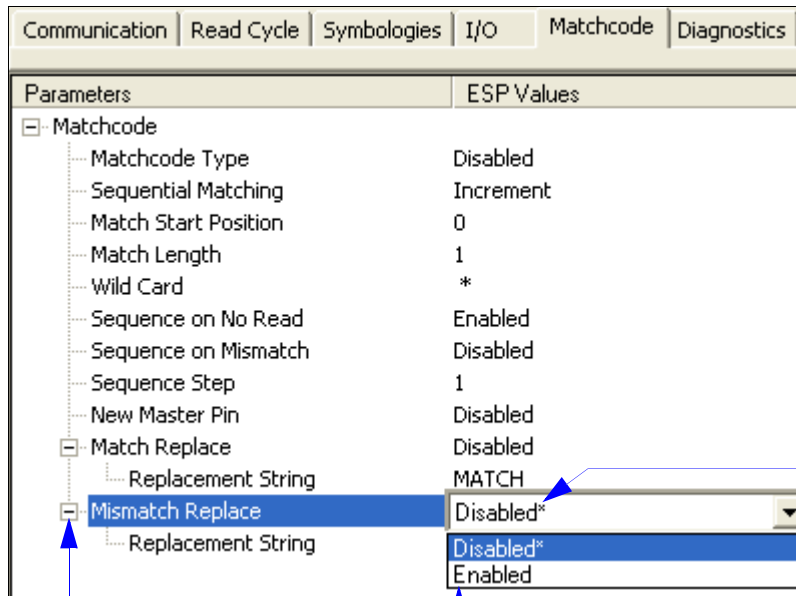 Communication Read Cycle Symbologies I/O Matchcode Diagnostics
Parameters ESP Values
Matchcode
Matchcode Type Disabled
Sequential Matching Increment
Match Start Position 0
Match Length 1
Wild Card *
Sequence on No Read Enabled
Sequence on Mismatch Disabled
Sequence Step 1
New Master Pin Disabled
Match Replace Disabled
Replacement String MATCH
Mismatch Replace Disabled*
Replacement String Disabled*
Enabled